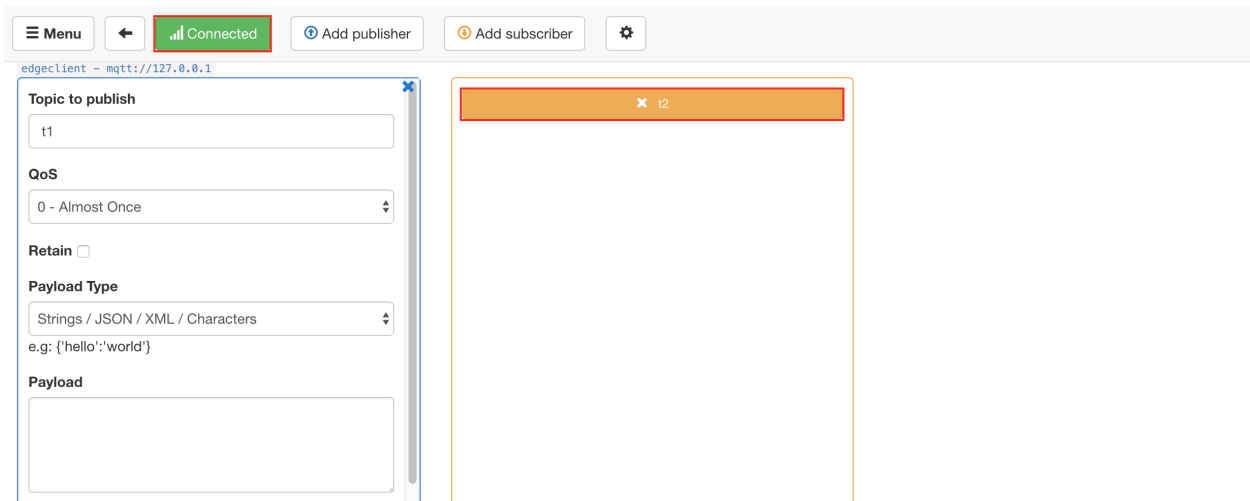 Menu Connected Add publisher Add subscriber
edgeclient - mqtt://127.0.0.1
Topic to publish
t1
QoS
0 - Almost Once
Retain
Payload Type
Strings / JSON / XML / Characters
e.g: {'hello':'world'}
Payload
t2